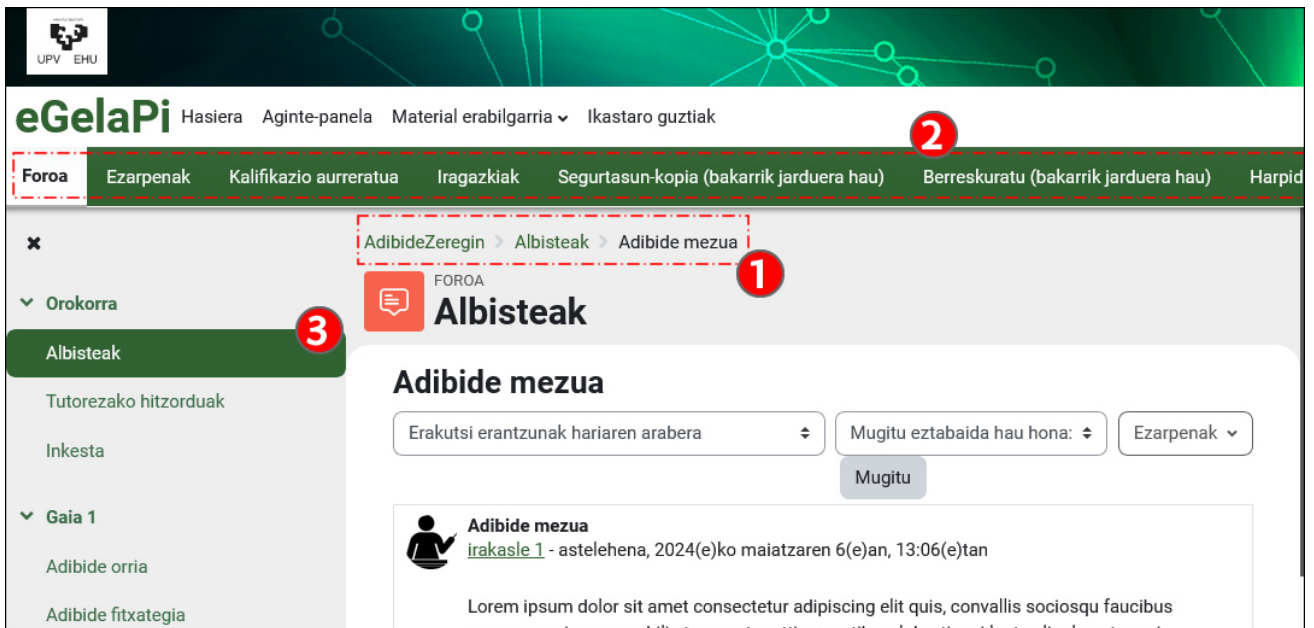 UPV EHU
eGelaPi Hasiera Aginte-panela Material erabilgarria Ikastaro guztiak
2
Foroa Ezarpenak Kalifikazio aurreratua Iragazkiak Segurtasun-kopia (bakarrik jarduera hau) Berreskuratu (bakarrik jarduera hau) Harpid
AdibideZeregin > Albisteak > Adibide mezua
1
Orokorra
FOROA
Albisteak
3
Albisteak
Tutorezako hitzorduak
Inkesta
Gaia 1
Adibide orria
Adibide fitxategia
Adibide mezua
Erakutsi erantzunak hariaren arabera Mugitu eztabaida hau hona: Ezarpenak
Mugitu
Adibide mezua
irakasle 1 - astelehena, 2024(e)ko maiatzaren 6(e)an, 13:06(e)tan
Lorem ipsum dolor sit amet consectetur adipiscing elit quis, convallis sociosqu faucibus